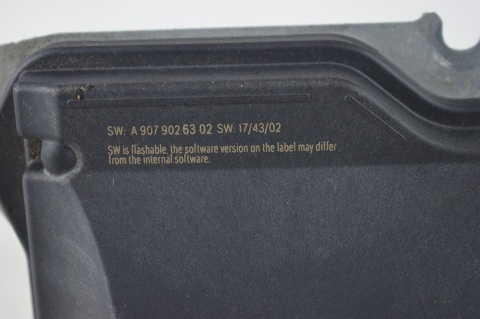 SW: A 907 902 63 02 SW: 17/43/02
SW is flashable, the software version on the label may differ
from the internal software.